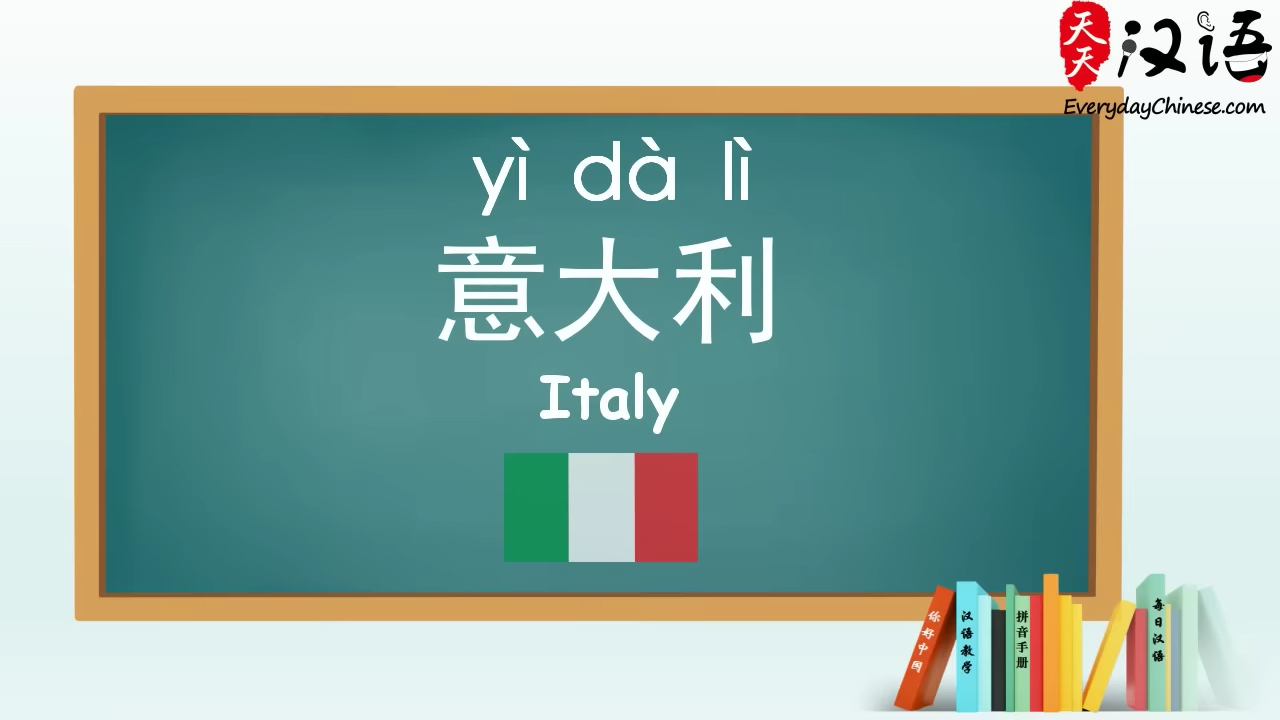 天天汉语
EverydayChinese.com
yì dà lì
意大利
Italy
你好中国
汉语教学
拼音手册
每日汉语